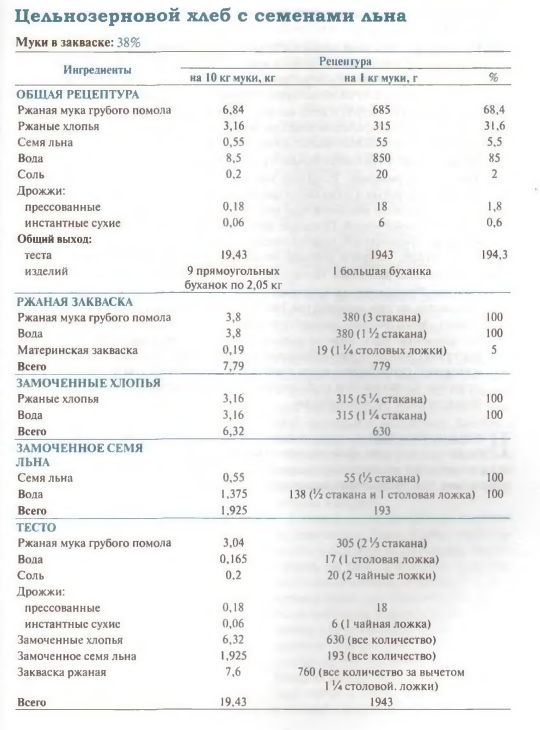 Цельнозерновой хлеб с семенами льна
Муки в закваске: 38%
Ингредиенты Рецептура
на 10 кг муки, кг на 1 кг муки, г %
ОБЩАЯ РЕЦЕПТУРА
Ржаная мука грубого помола 6,84 685 68,4
Ржаные хлопья 3,16 315 31,6
Семя льна 0,55 55 5,5
Вода 8,5 850 85
Соль 0,2 20 2
Дрожжи:
прессованные 0,18 18 1,8
инстантные сухие 0,06 6 0,6
Общий выход:
теста 19,43 1943 194,3
изделий 9 прямоугольных 1 большая буханка
буханок по 2,05 кг
РЖАНАЯ ЗАКВАСКА
Ржаная мука грубого помола 3,8 380 (3 стакана) 100
Вода 3,8 380 (1 ½ стакана) 100
Материнская закваска 0,19 19 (1 ¼ столовых ложки) 5
Всего 7,79 779
ЗАМОЧЕННЫЕ ХЛОПЬЯ
Ржаные хлопья 3,16 315 (5 ¼ стакана) 100
Вода 3,16 315 (1 ¼ стакана) 100
Всего 6,32 630
ЗАМОЧЕННОЕ СЕМЯ
ЛЬНА
Семя льна 0,55 55 (⅓ стакана) 100
Вода 1,375 138 (½ стакана и 1 столовая ложка) 100
Всего 1,925 193
ТЕСТО
Ржаная мука грубого помола 3,04 305 (2 ⅓ стакана)
Вода 0,165 17 (1 столовая ложка)
Соль 0,2 20 (2 чайные ложки)
Дрожжи:
прессованные 0,18 18
инстантные сухие 0,06 6 (1 чайная ложка)
Замоченные хлопья 6,32 630 (все количество)
Замоченное семя льна 1,925 193 (все количество)
Закваска ржаная 7,6 760 (все количество за вычетом
1 ¼ столовой. ложки)
Всего 19,43 1943